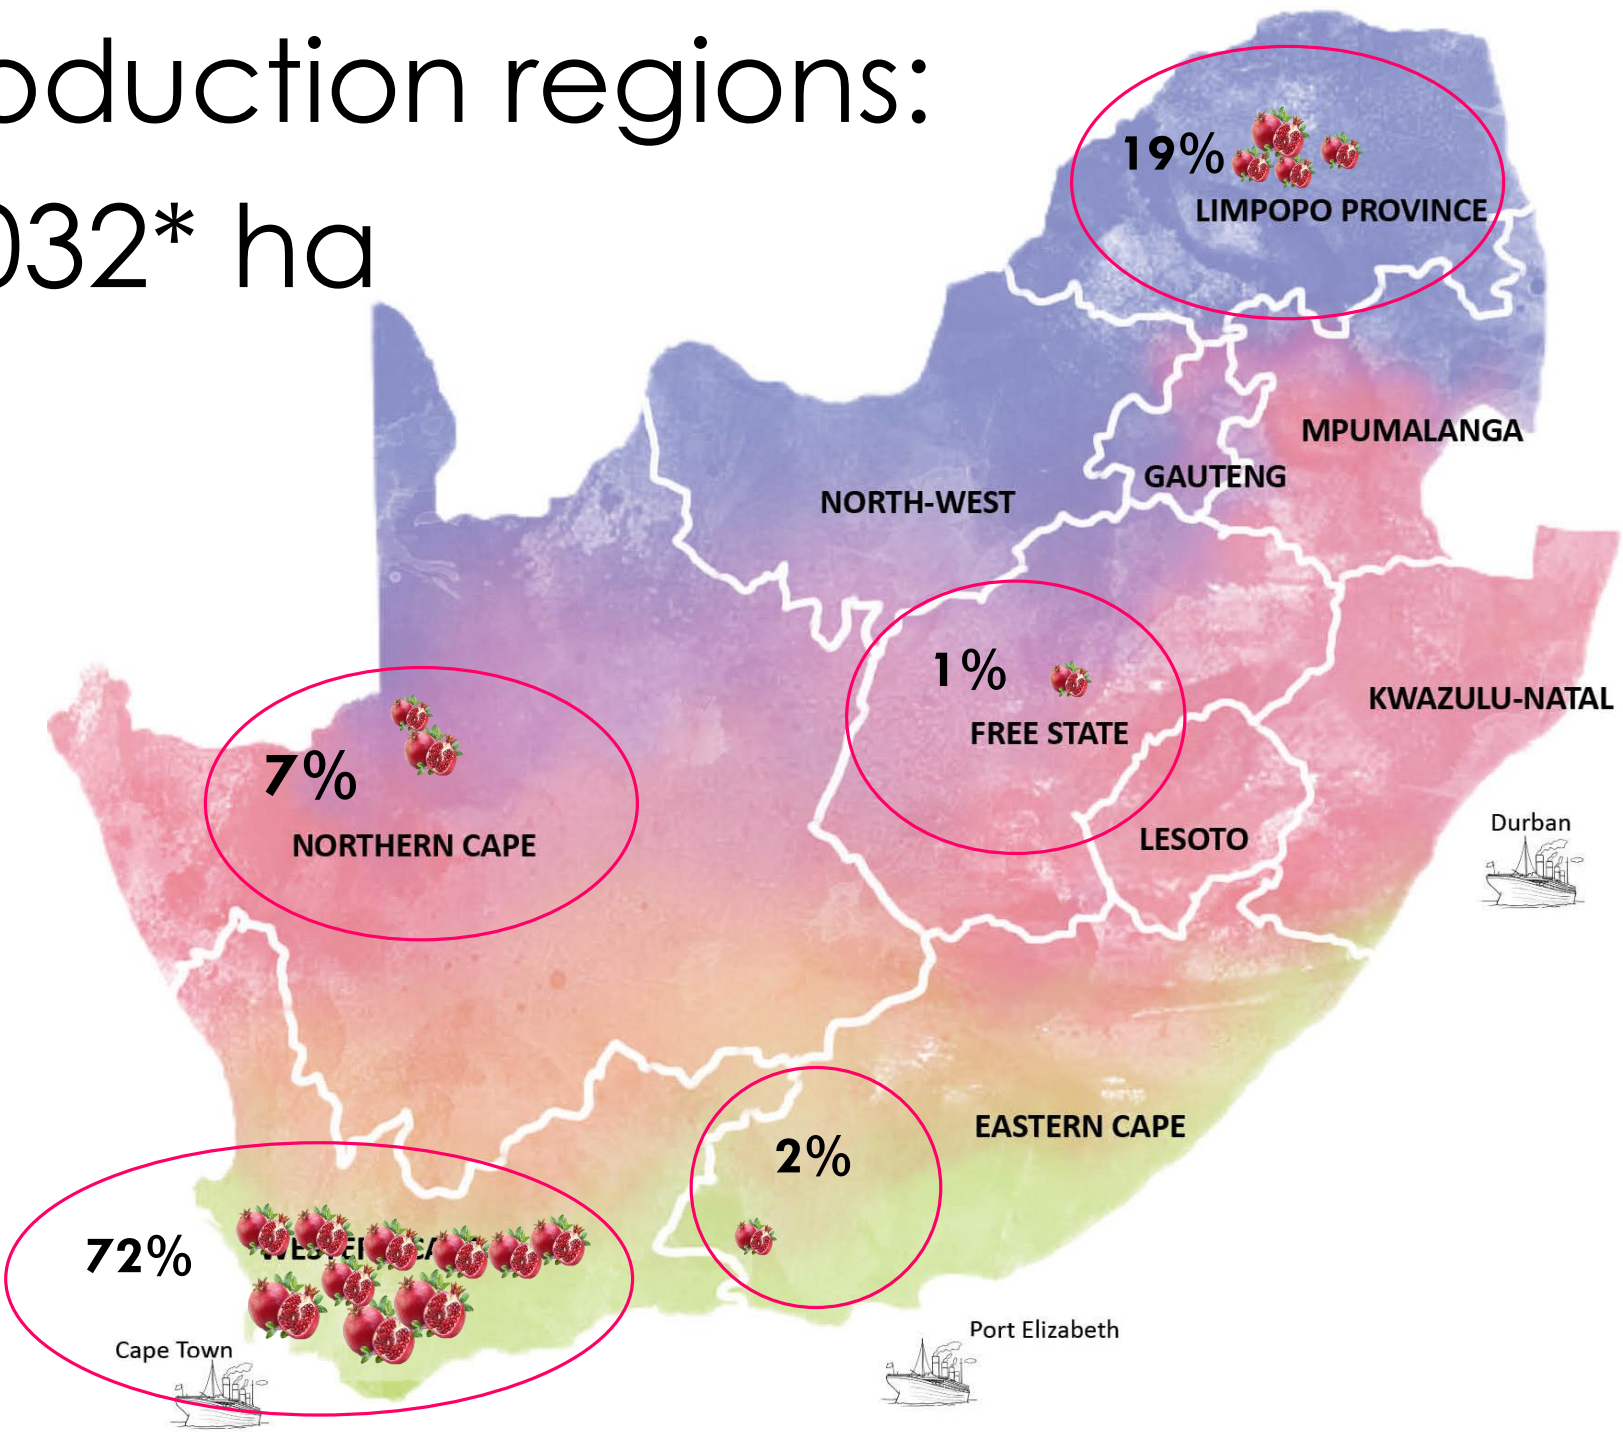 oduction regions:
032* ha
19%
LIMPOPO PROVINCE
MPUMALANGA
GAUTENG
NORTH-WEST
1%
FREE STATE
KWAZULU-NATAL
7%
NORTHERN CAPE
LESOTO
Durban
EASTERN CAPE
2%
72%
Port Elizabeth
Cape Town